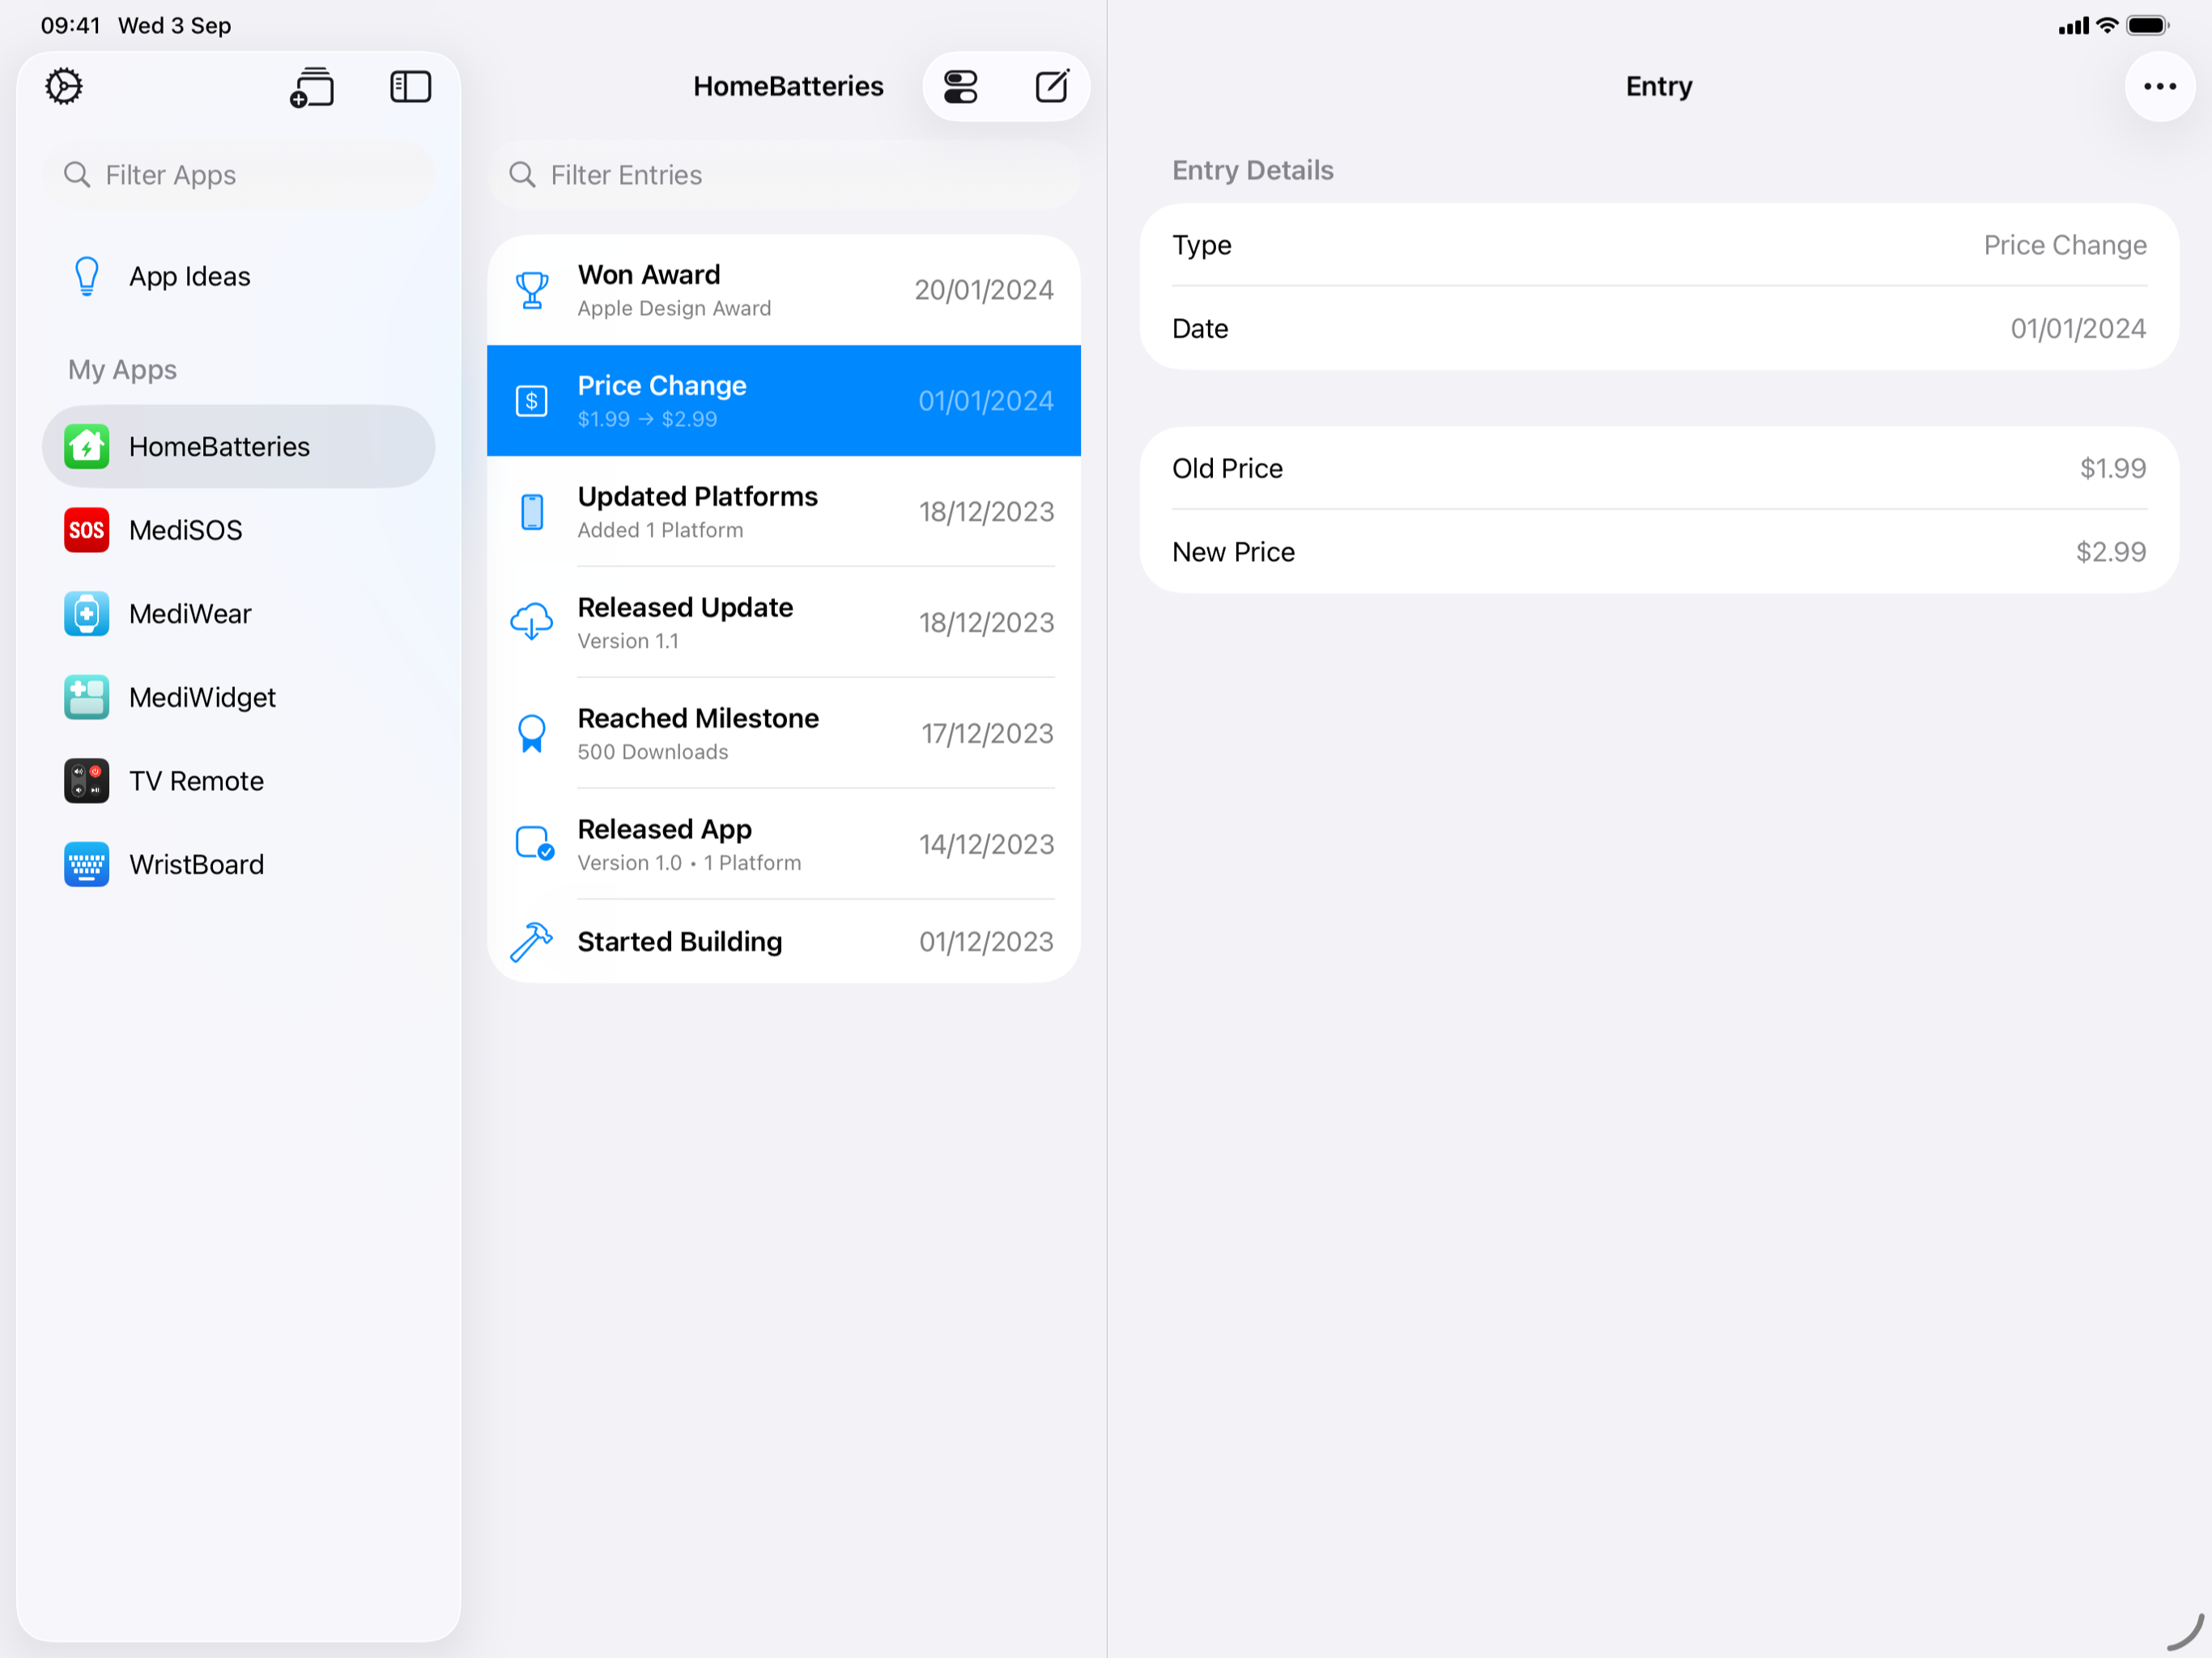 09:41 Wed 3 Sep
Filter Apps
App Ideas
My Apps
HomeBatteries
SOS
MediSOS
MediWear
MediWidget
TV Remote
WristBoard
HomeBatteries
Filter Entries
Won Award
Apple Design Award
20/01/2024
$
Price Change
$1.99 → $2.99
01/01/2024
Updated Platforms
Added 1 Platform
18/12/2023
Released Update
Version 1.1
18/12/2023
Reached Milestone
500 Downloads
17/12/2023
Released App
Version 1.0 • 1 Platform
14/12/2023
Started Building
01/12/2023
Entry
Entry Details
Type
Price Change
Date
01/01/2024
Old Price
$1.99
New Price
$2.99